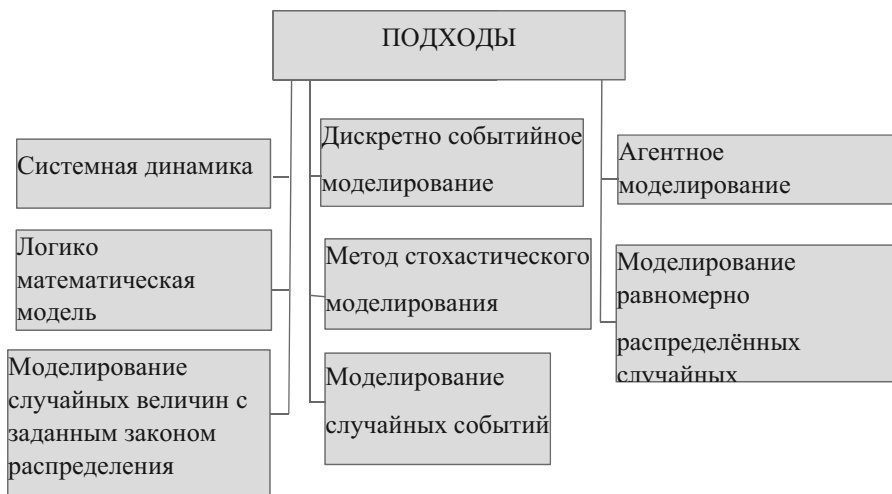 ПОДХОДЫ
Системная динамика
Логико
математическая
модель
Моделирование
случайных величин с
заданным законом
распределения
Дискретно событийное
моделирование
Метод стохастического
моделирования
Моделирование
случайных событий
Агентное
моделирование
Моделирование
равномерно
распределённых
случайных